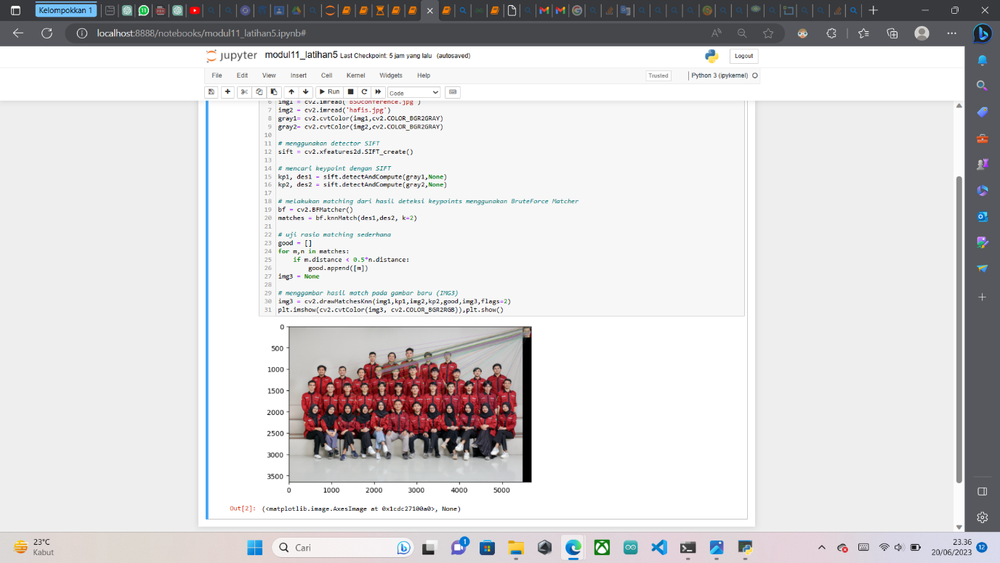 Kelompokkan 1
localhost:8888/notebooks/modul11_latihan5.ipynb#
jupyter modul11_latihan5 Last Checkpoint: 5 jam yang lalu (autosaved)
Logout
File Edit View Insert Cell Kernel Widgets Help
Trusted
Python 3 (ipykernel)
Run
Code
6 img1 = cv2.imread('BSOconference.jpg')
7 img2 = cv2.imread('hafis.jpg')
8 gray1= cv2.cvtColor(img1,cv2.COLOR_BGR2GRAY)
9 gray2= cv2.cvtColor(img2,cv2.COLOR_BGR2GRAY)
10
11 # menggunakan detector SIFT
12 sift = cv2.xfeatures2d.SIFT_create()
13
14 # mencari keypoint dengan SIFT
15 kp1, des1 = sift.detectAndCompute(gray1,None)
16 kp2, des2 = sift.detectAndCompute(gray2,None)
17
18 # melakukan matching dari hasil deteksi keypoints menggunakan BruteForce Matcher
19 bf = cv2.BFMatcher()
20 matches = bf.knnMatch(des1,des2, k=2)
21
22 # uji rasio matching sederhana
23 good = []
24 for m,n in matches:
25 if m.distance < 0.5*n.distance:
26 good.append([m])
27 img3 = None
28
29 # menggambar hasil match pada gambar baru (IMG3)
30 img3 = cv2.drawMatchesKnn(img1,kp1,img2,kp2,good,img3,flags=2)
31 plt.imshow(cv2.cvtColor(img3, cv2.COLOR_BGR2RGB)),plt.show()
0
500
1000
1500
2000
2500
3000
3500
0 1000 2000 3000 4000 5000
Out[2]: (<matplotlib.image.AxesImage at 0x1cdc27100a0>, None)
23°C
Kabut
Cari
1
23.36
20/06/2023
12